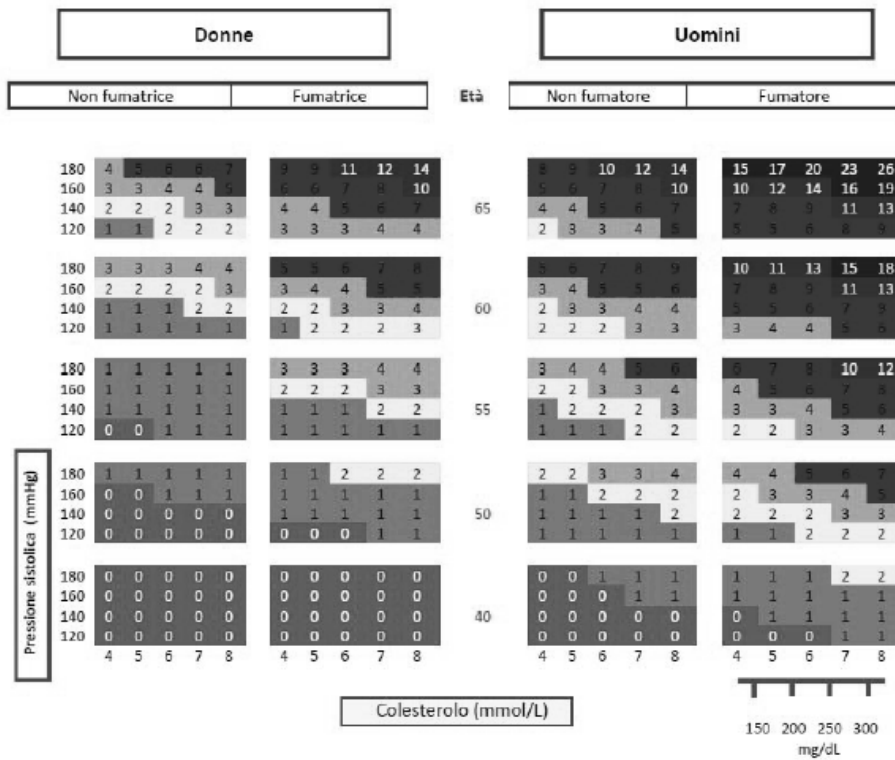 Donne
Uomini
Non fumatrice Fumatrice Età Non fumatore Fumatore
180 4 5 6 6 7 9 9 11 12 14 8 9 10 12 14 15 17 20 23 26
160 3 3 4 4 5 6 6 7 8 10 5 6 7 8 10 10 12 14 16 19
140 2 2 2 3 3 4 4 5 6 7 65 4 4 5 6 7 7 8 9 11 13
120 1 1 2 2 2 3 3 3 4 4 2 3 3 4 5 5 5 6 8 9
180 3 3 3 4 4 5 5 6 7 8 5 6 7 8 9 10 11 13 15 18
160 2 2 2 2 3 3 4 4 5 5 60 3 4 5 5 6 7 8 9 11 13
140 1 1 1 2 2 2 2 3 3 4 2 3 3 4 4 5 5 6 7 9
120 1 1 1 1 1 1 2 2 2 3 2 2 2 3 3 3 4 4 5 6
180 1 1 1 1 1 3 3 3 4 4 3 4 4 5 6 6 7 8 10 12
160 1 1 1 1 1 2 2 2 3 3 2 2 3 3 4 4 5 6 7 8
140 1 1 1 1 1 1 1 1 2 2 55 1 2 2 2 3 3 3 4 5 6
120 0 0 1 1 1 1 1 1 1 1 1 1 1 2 2 2 2 3 3 4
180 1 1 1 1 1 1 1 2 2 2 2 2 3 3 4 4 4 5 6 7
160 0 0 1 1 1 1 1 1 1 1 1 1 2 2 2 2 3 3 4 5
140 0 0 0 0 0 1 1 1 1 1 50 1 1 1 1 2 2 2 2 3 3
120 0 0 0 0 0 0 0 0 1 1 1 1 1 1 1 1 1 2 2 2
180 0 0 0 0 0 0 0 0 0 0 0 0 1 1 1 1 1 1 2 2
160 0 0 0 0 0 0 0 0 0 0 0 0 0 1 1 1 1 1 1 1
140 0 0 0 0 0 0 0 0 0 0 40 0 0 0 0 0 0 1 1 1 1
120 0 0 0 0 0 0 0 0 0 0 0 0 0 0 0 0 0 0 1 1
4 5 6 7 8 4 5 6 7 8 4 5 6 7 8 4 5 6 7 8
Pressione sistolica (mmHg)
Colesterolo (mmol/L)
150 200 250 300
mg/dL